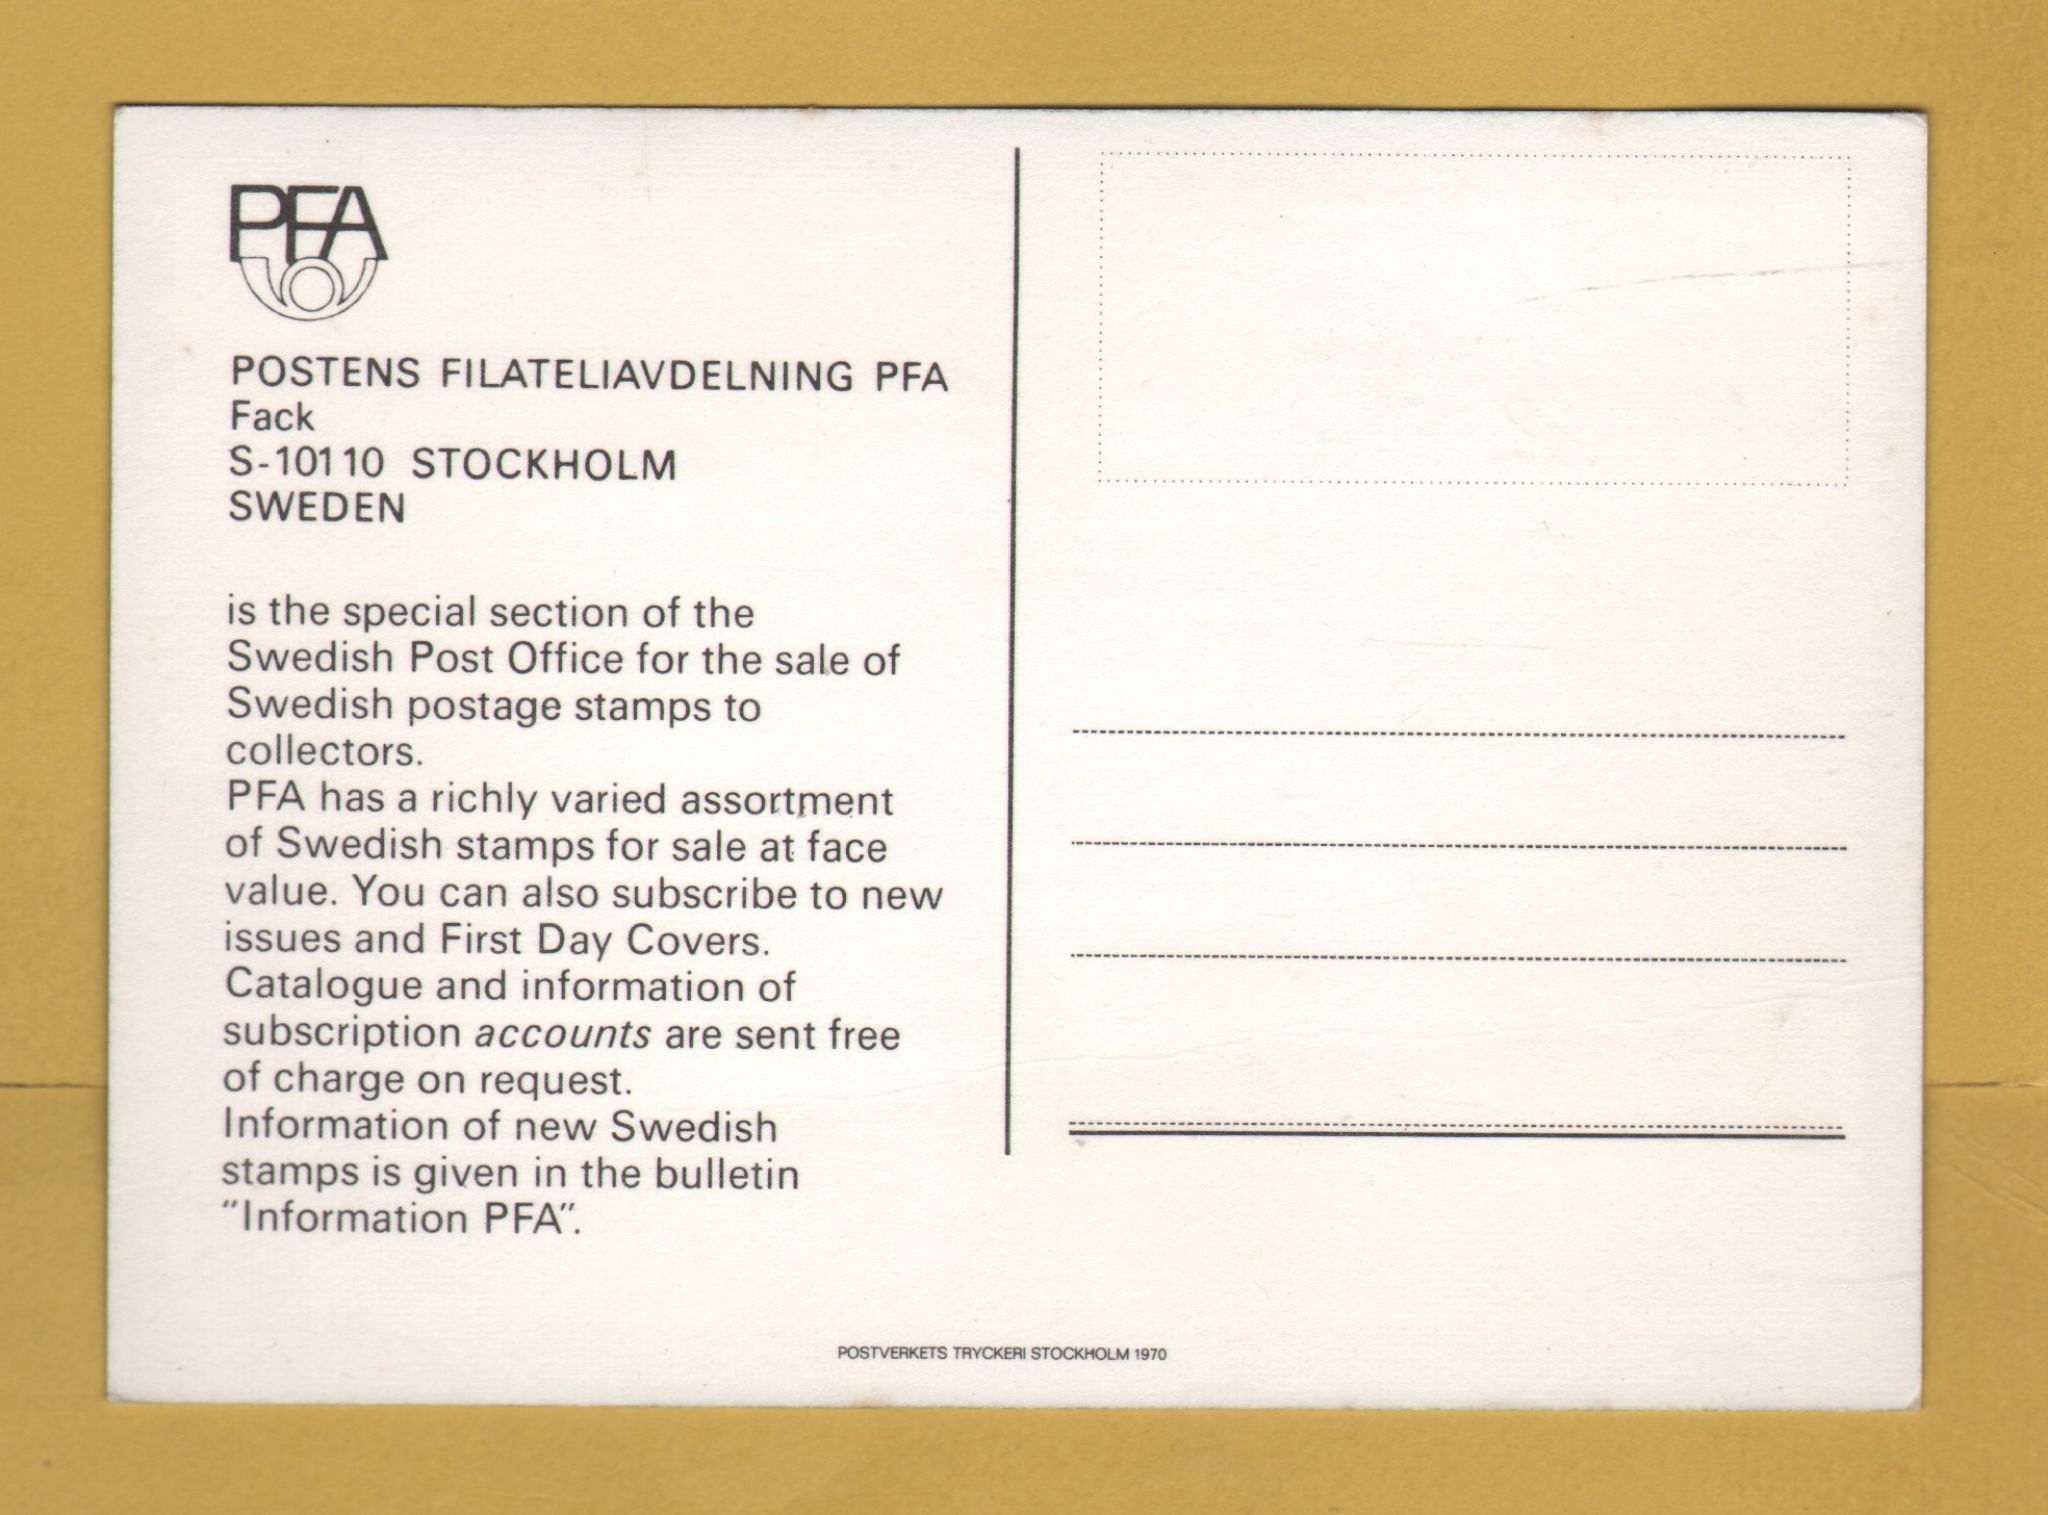 PFA
POSTENS FILATELIAVDELNING PFA
Fack
S-101 10 STOCKHOLM
SWEDEN
is the special section of the
Swedish Post Office for the sale of
Swedish postage stamps to
collectors.
PFA has a richly varied assortment
of Swedish stamps for sale at face
value. You can also subscribe to new
issues and First Day Covers.
Catalogue and information of
subscription accounts are sent free
of charge on request.
Information of new Swedish
stamps is given in the bulletin
“Information PFA”.
POSTVERKETS TRYCKERI STOCKHOLM 1970